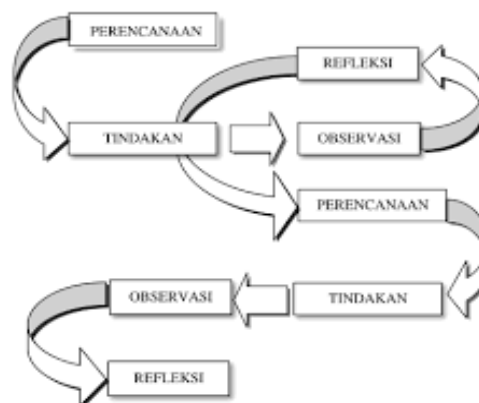 PERENCANAAN
REFLEKSI
TINDAKAN
OBSERVASI
PERENCANAAN
OBSERVASI
TINDAKAN
REFLEKSI